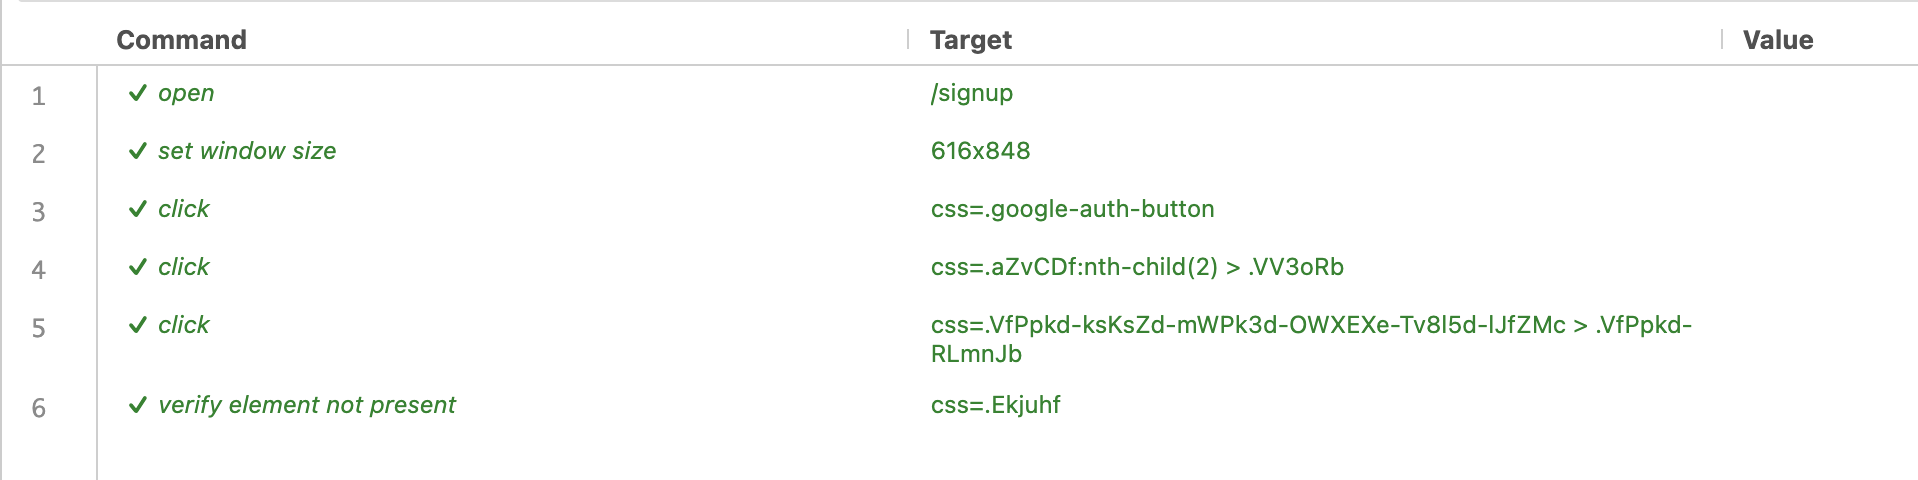 Command Target Value
1 ✓ open /signup
2 ✓ set window size 616x848
3 ✓ click css=.google-auth-button
4 ✓ click css=.aZvCDf:nth-child(2) > .VV3oRb
5 ✓ click css=.VfPpkd-ksKsZd-mWPk3d-OWXEXe-Tv8l5d-lJfZMc > .VfPpkd-
RLmnJb
6 ✓ verify element not present css=.Ekjuhf